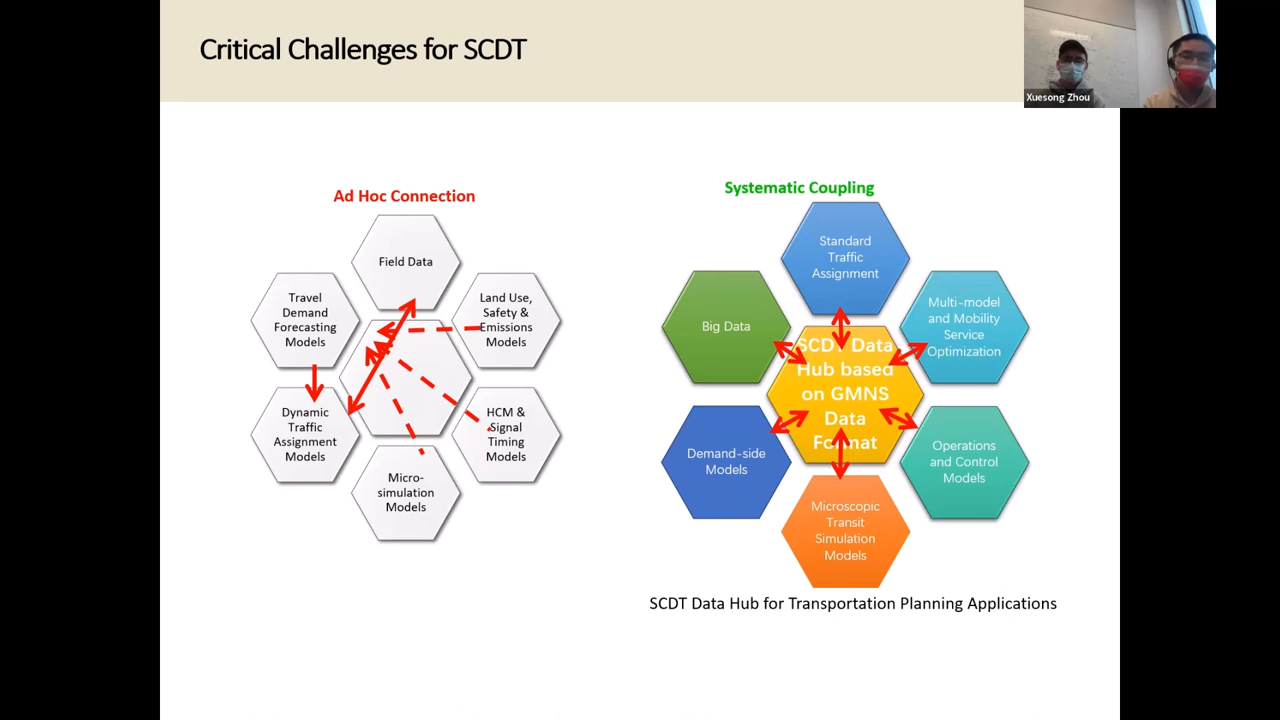 Critical Challenges for SCDT
Xuesong Zhou
Ad Hoc Connection
Field Data
Travel
Demand
Forecasting
Models
Land Use,
Safety &
Emissions
Models
Dynamic
Traffic
Assignment
Models
HCM &
Signal
Timing
Models
Micro-
simulation
Models
Systematic Coupling
Standard
Traffic
Assignment
Big Data
Multi-model
and Mobility
Service
Optimization
SCDT Data
Hub based
on GMNS
Data
Format
Demand-side
Models
Operations
and Control
Models
Microscopic
Transit
Simulation
Models
SCDT Data Hub for Transportation Planning Applications